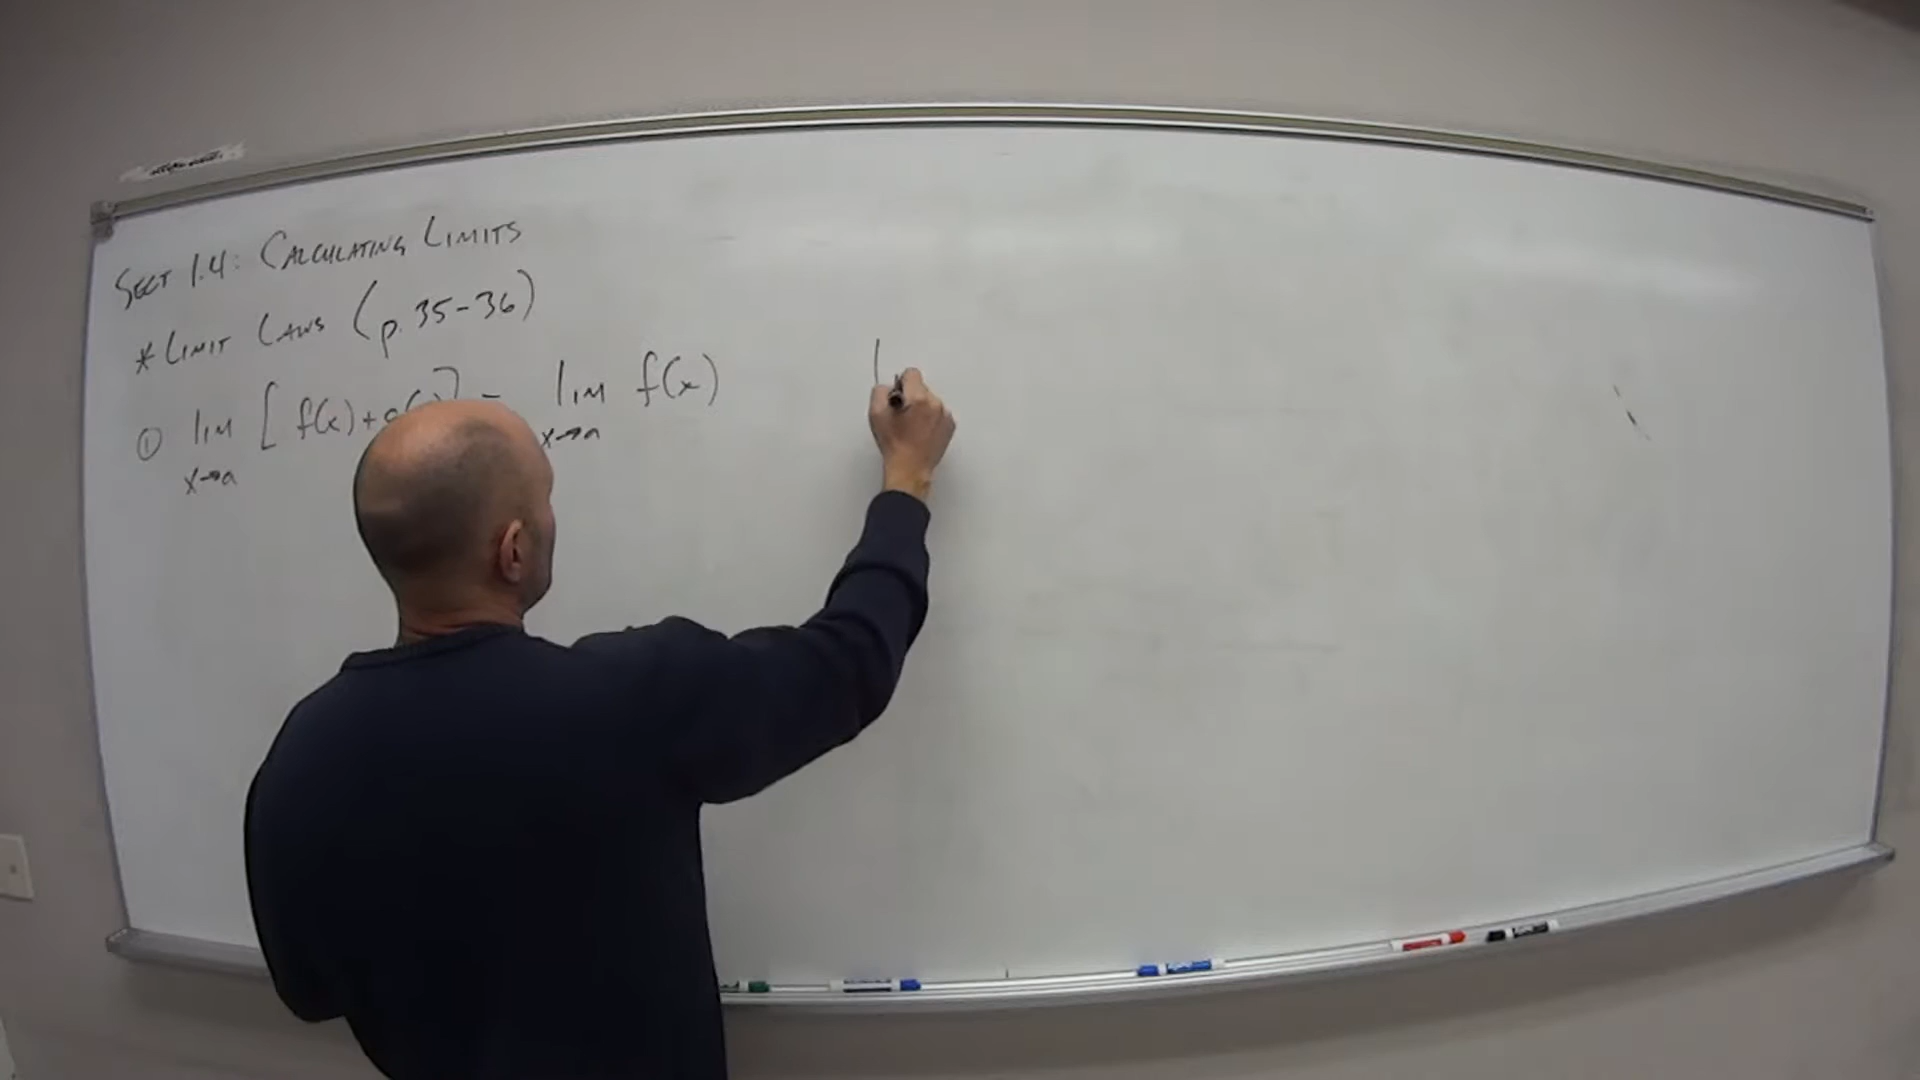 SECT 1.4: CALCULATING LIMITS
* LIMIT LAWS (p. 35-36)
① lim [f(x)+g(x)] = lim f(x) l
x→a x→a